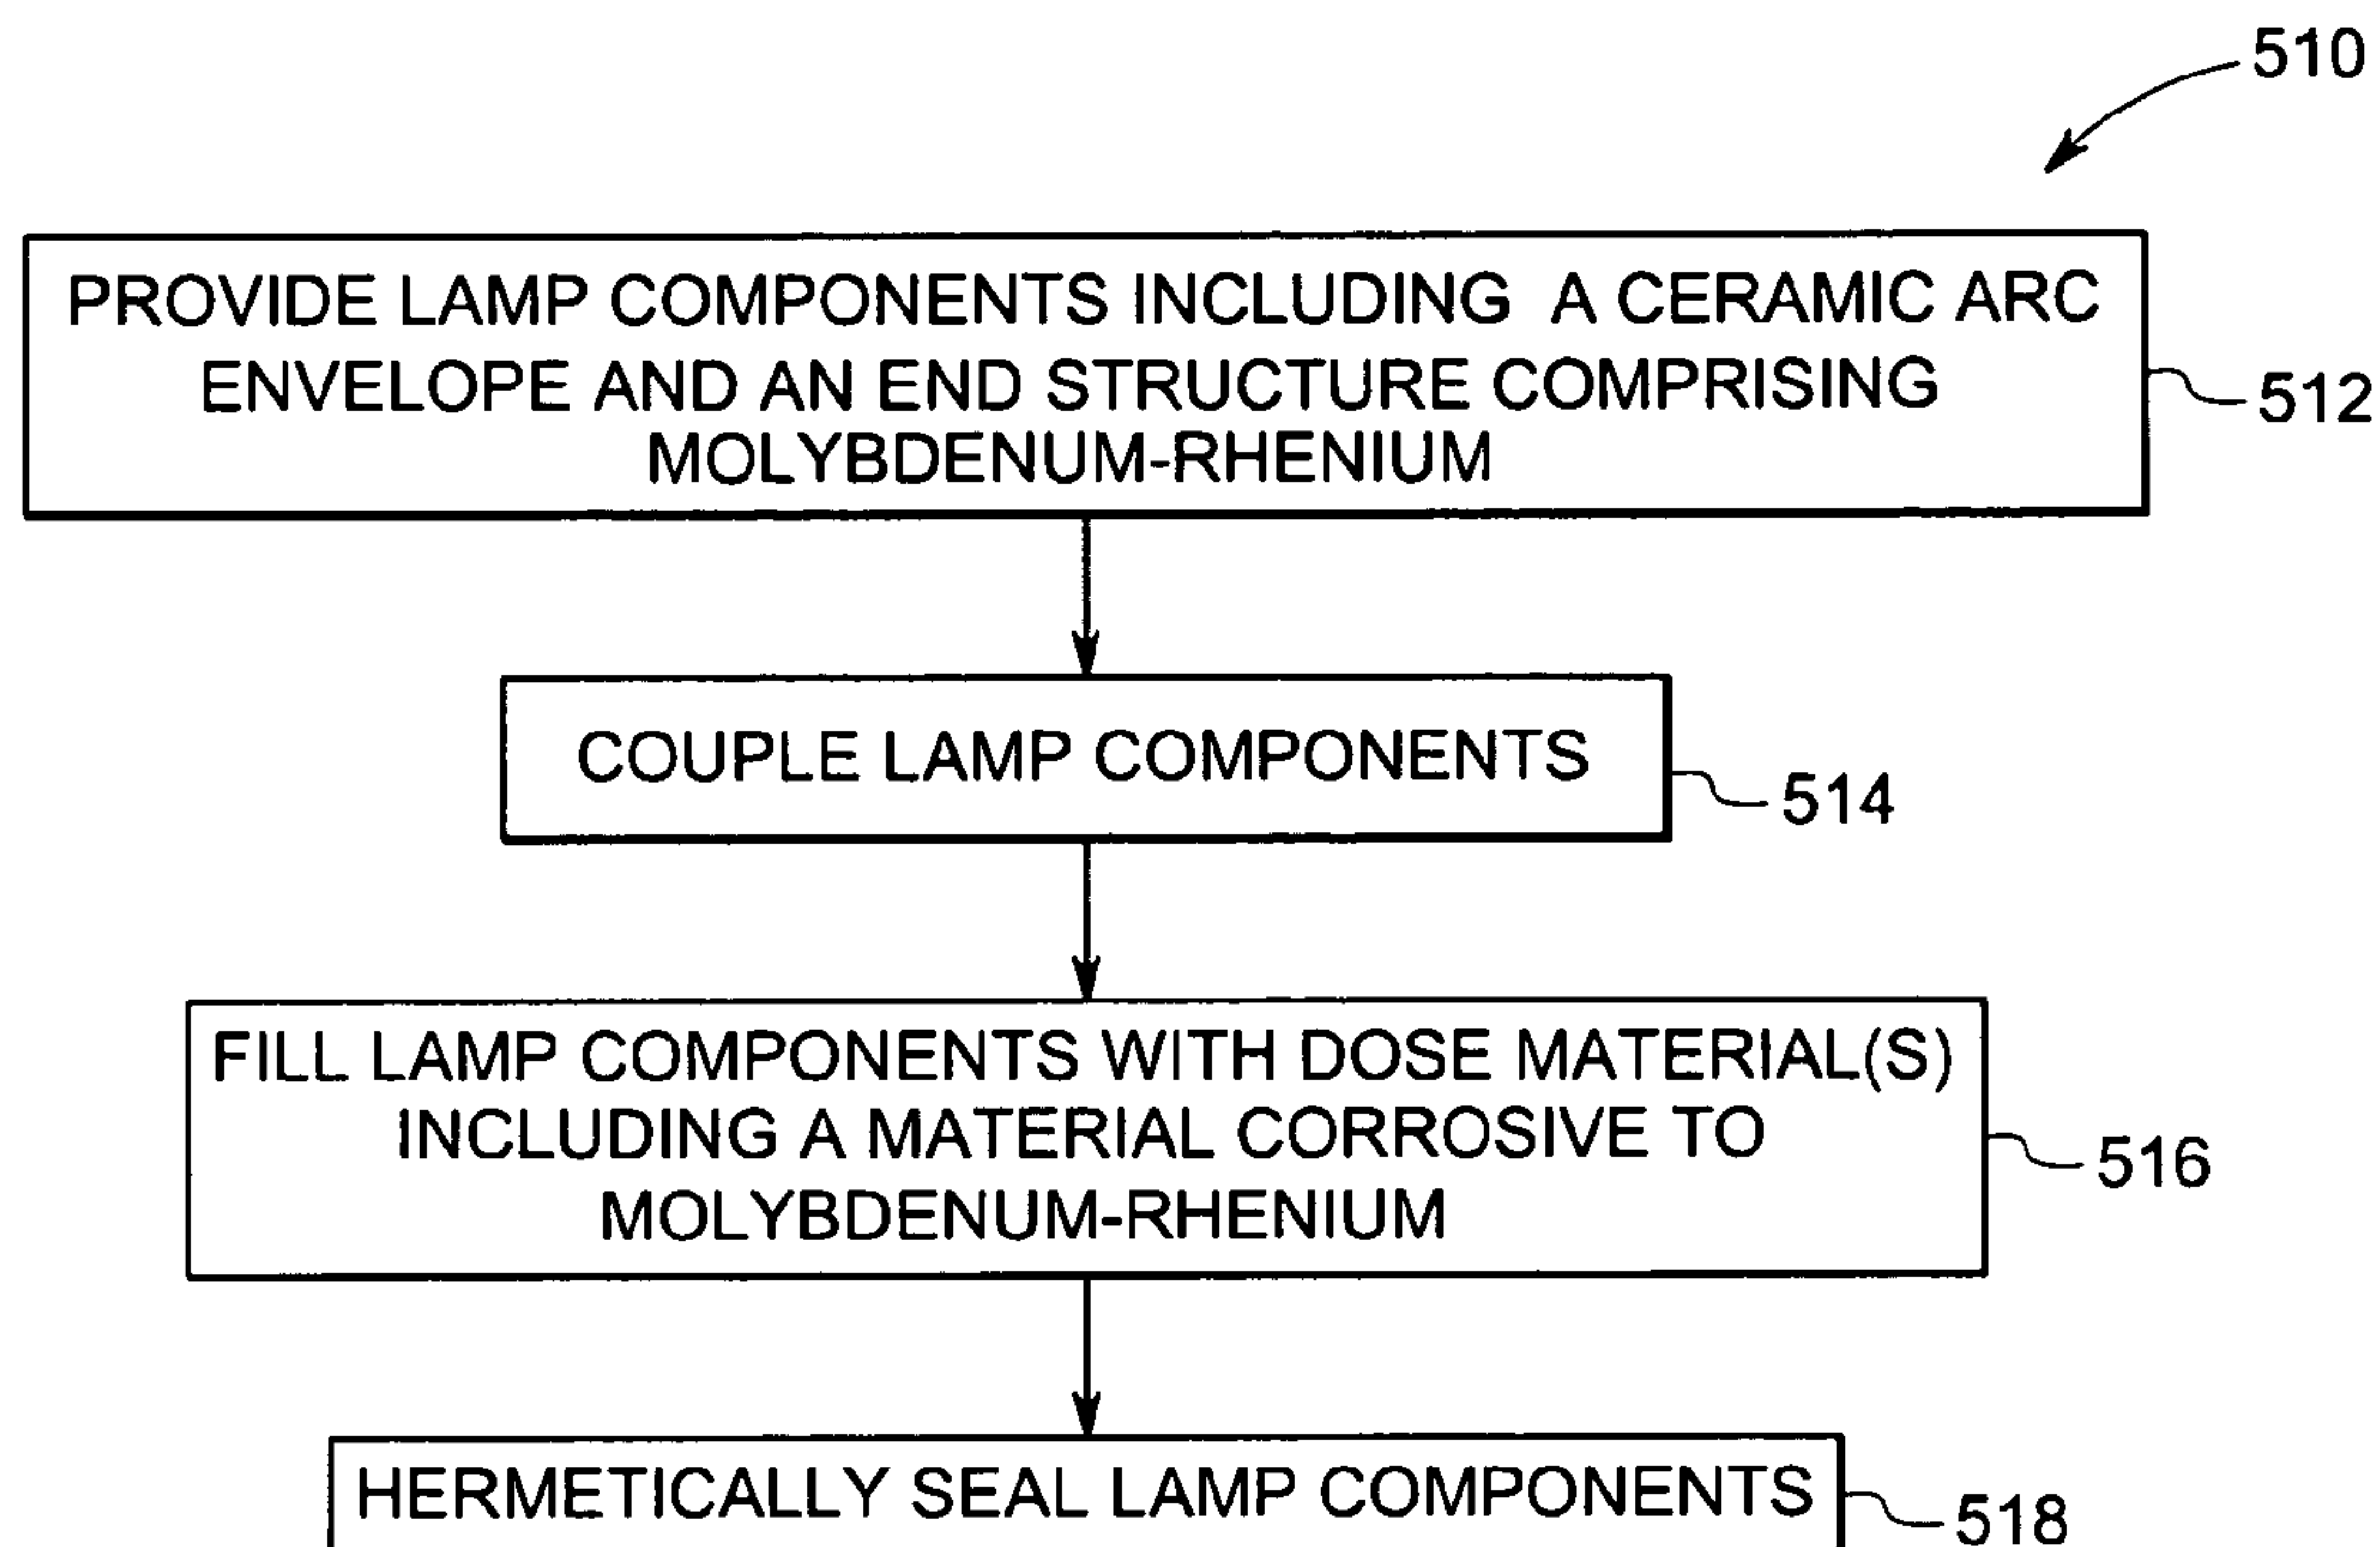 510
PROVIDE LAMP COMPONENTS INCLUDING A CERAMIC ARC
ENVELOPE AND AN END STRUCTURE COMPRISING
MOLYBDENUM-RHENIUM
512
COUPLE LAMP COMPONENTS
514
FILL LAMP COMPONENTS WITH DOSE MATERIAL(S)
INCLUDING A MATERIAL CORROSIVE TO
MOLYBDENUM-RHENIUM
516
HERMETICALLY SEAL LAMP COMPONENTS
518